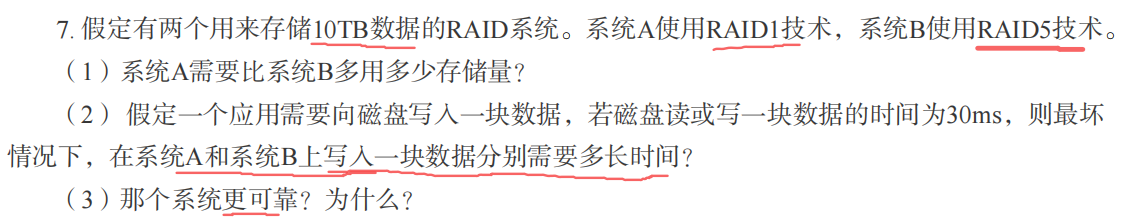 7. 假定有两个用来存储10TB数据的RAID系统。系统A使用RAID1技术，系统B使用RAID5技术。
（1）系统A需要比系统B多用多少存储量？
（2） 假定一个应用需要向磁盘写入一块数据，若磁盘读或写一块数据的时间为30ms，则最坏
情况下，在系统A和系统B上写入一块数据分别需要多长时间？
（3）那个系统更可靠？为什么？